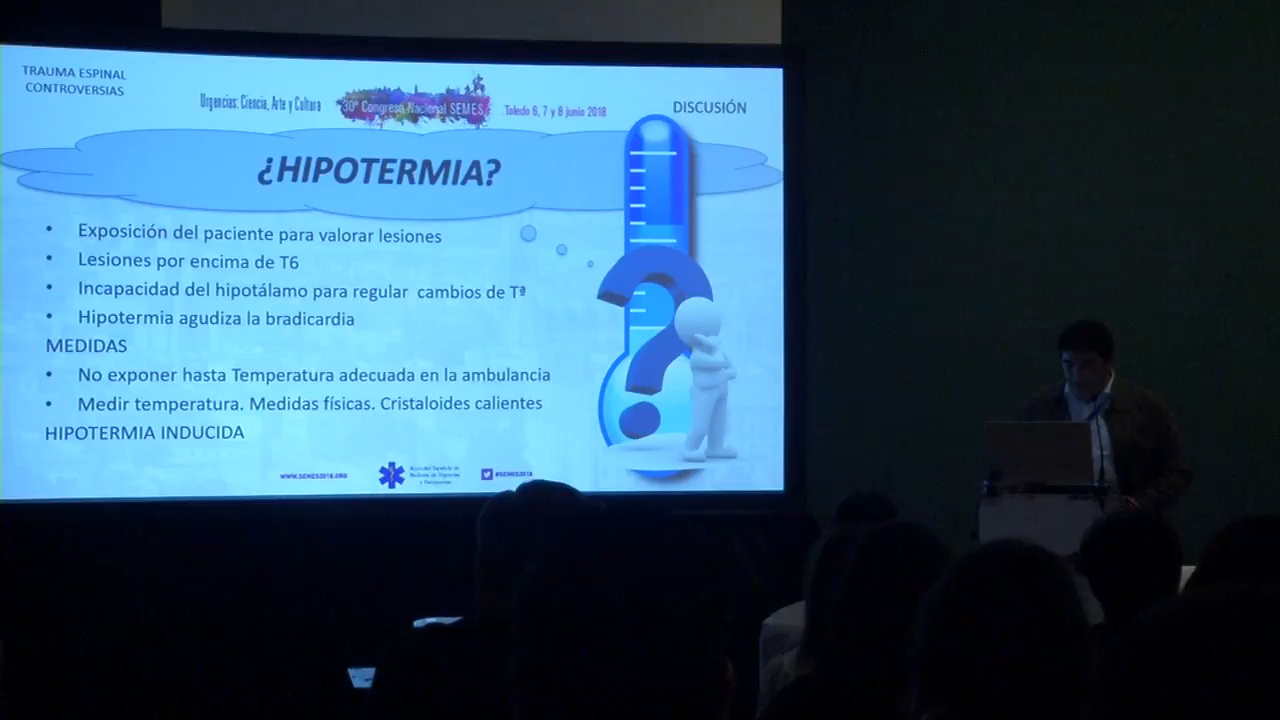 TRAUMA ESPINAL
CONTROVERSIAS
Urgencias: Ciencia, Arte y Cultura
30º Congreso Nacional SEMES
Toledo 6, 7 y 8 junio 2018
DISCUSIÓN
¿HIPOTERMIA?
• Exposición del paciente para valorar lesiones
• Lesiones por encima de T6
• Incapacidad del hipotálamo para regular cambios de Tª
• Hipotermia agudiza la bradicardia
MEDIDAS
• No exponer hasta Temperatura adecuada en la ambulancia
• Medir temperatura. Medidas físicas. Cristaloides calientes
HIPOTERMIA INDUCIDA
WWW.SEMES2018.ORG
Sociedad Española de
Medicina de Urgencias
y Emergencias
#SEMES2018